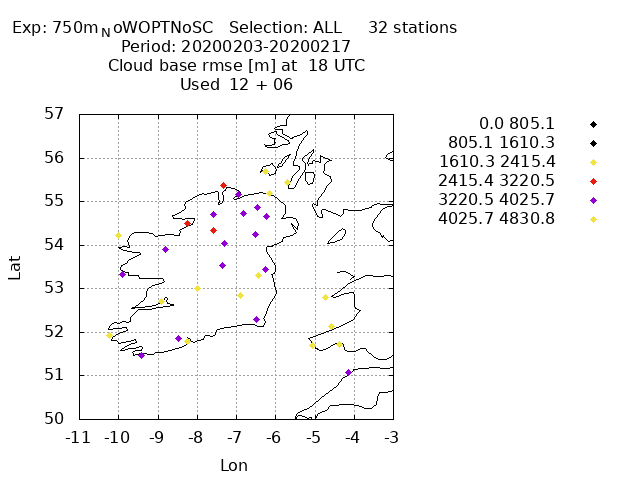 Exp: 750m_NoWOPTNoSC Selection: ALL 32 stations
Period: 20200203-20200217
Cloud base rmse [m] at 18 UTC
Used 12 + 06
0.0 805.1
805.1 1610.3
1610.3 2415.4
2415.4 3220.5
3220.5 4025.7
4025.7 4830.8
57
56
55
54
53
52
51
50
Lat
-11 -10 -9 -8 -7 -6 -5 -4 -3
Lon